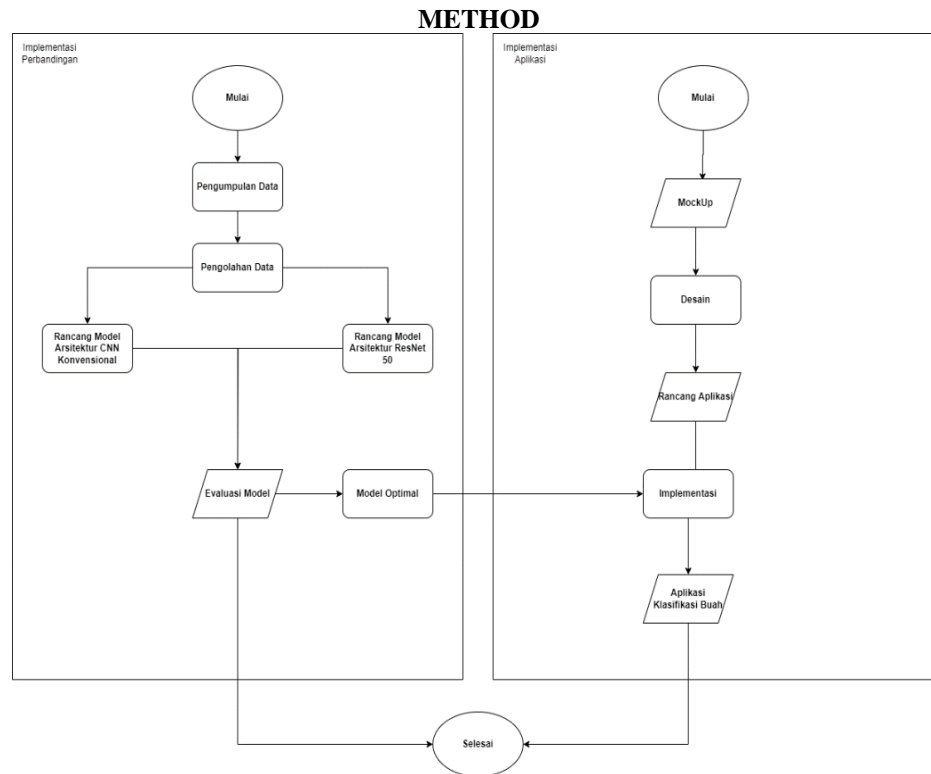 METHOD
Implementasi
Perbandingan
Mulai
Pengumpulan Data
Pengolahan Data
Rancang Model
Arsitektur CNN
Konvensional
Rancang Model
Arsitektur ResNet
50
Evaluasi Model
Model Optimal
Implementasi
Aplikasi
Mulai
MockUp
Desain
Rancang Aplikasi
Implementasi
Aplikasi
Klasifikasi Buah
Selesai